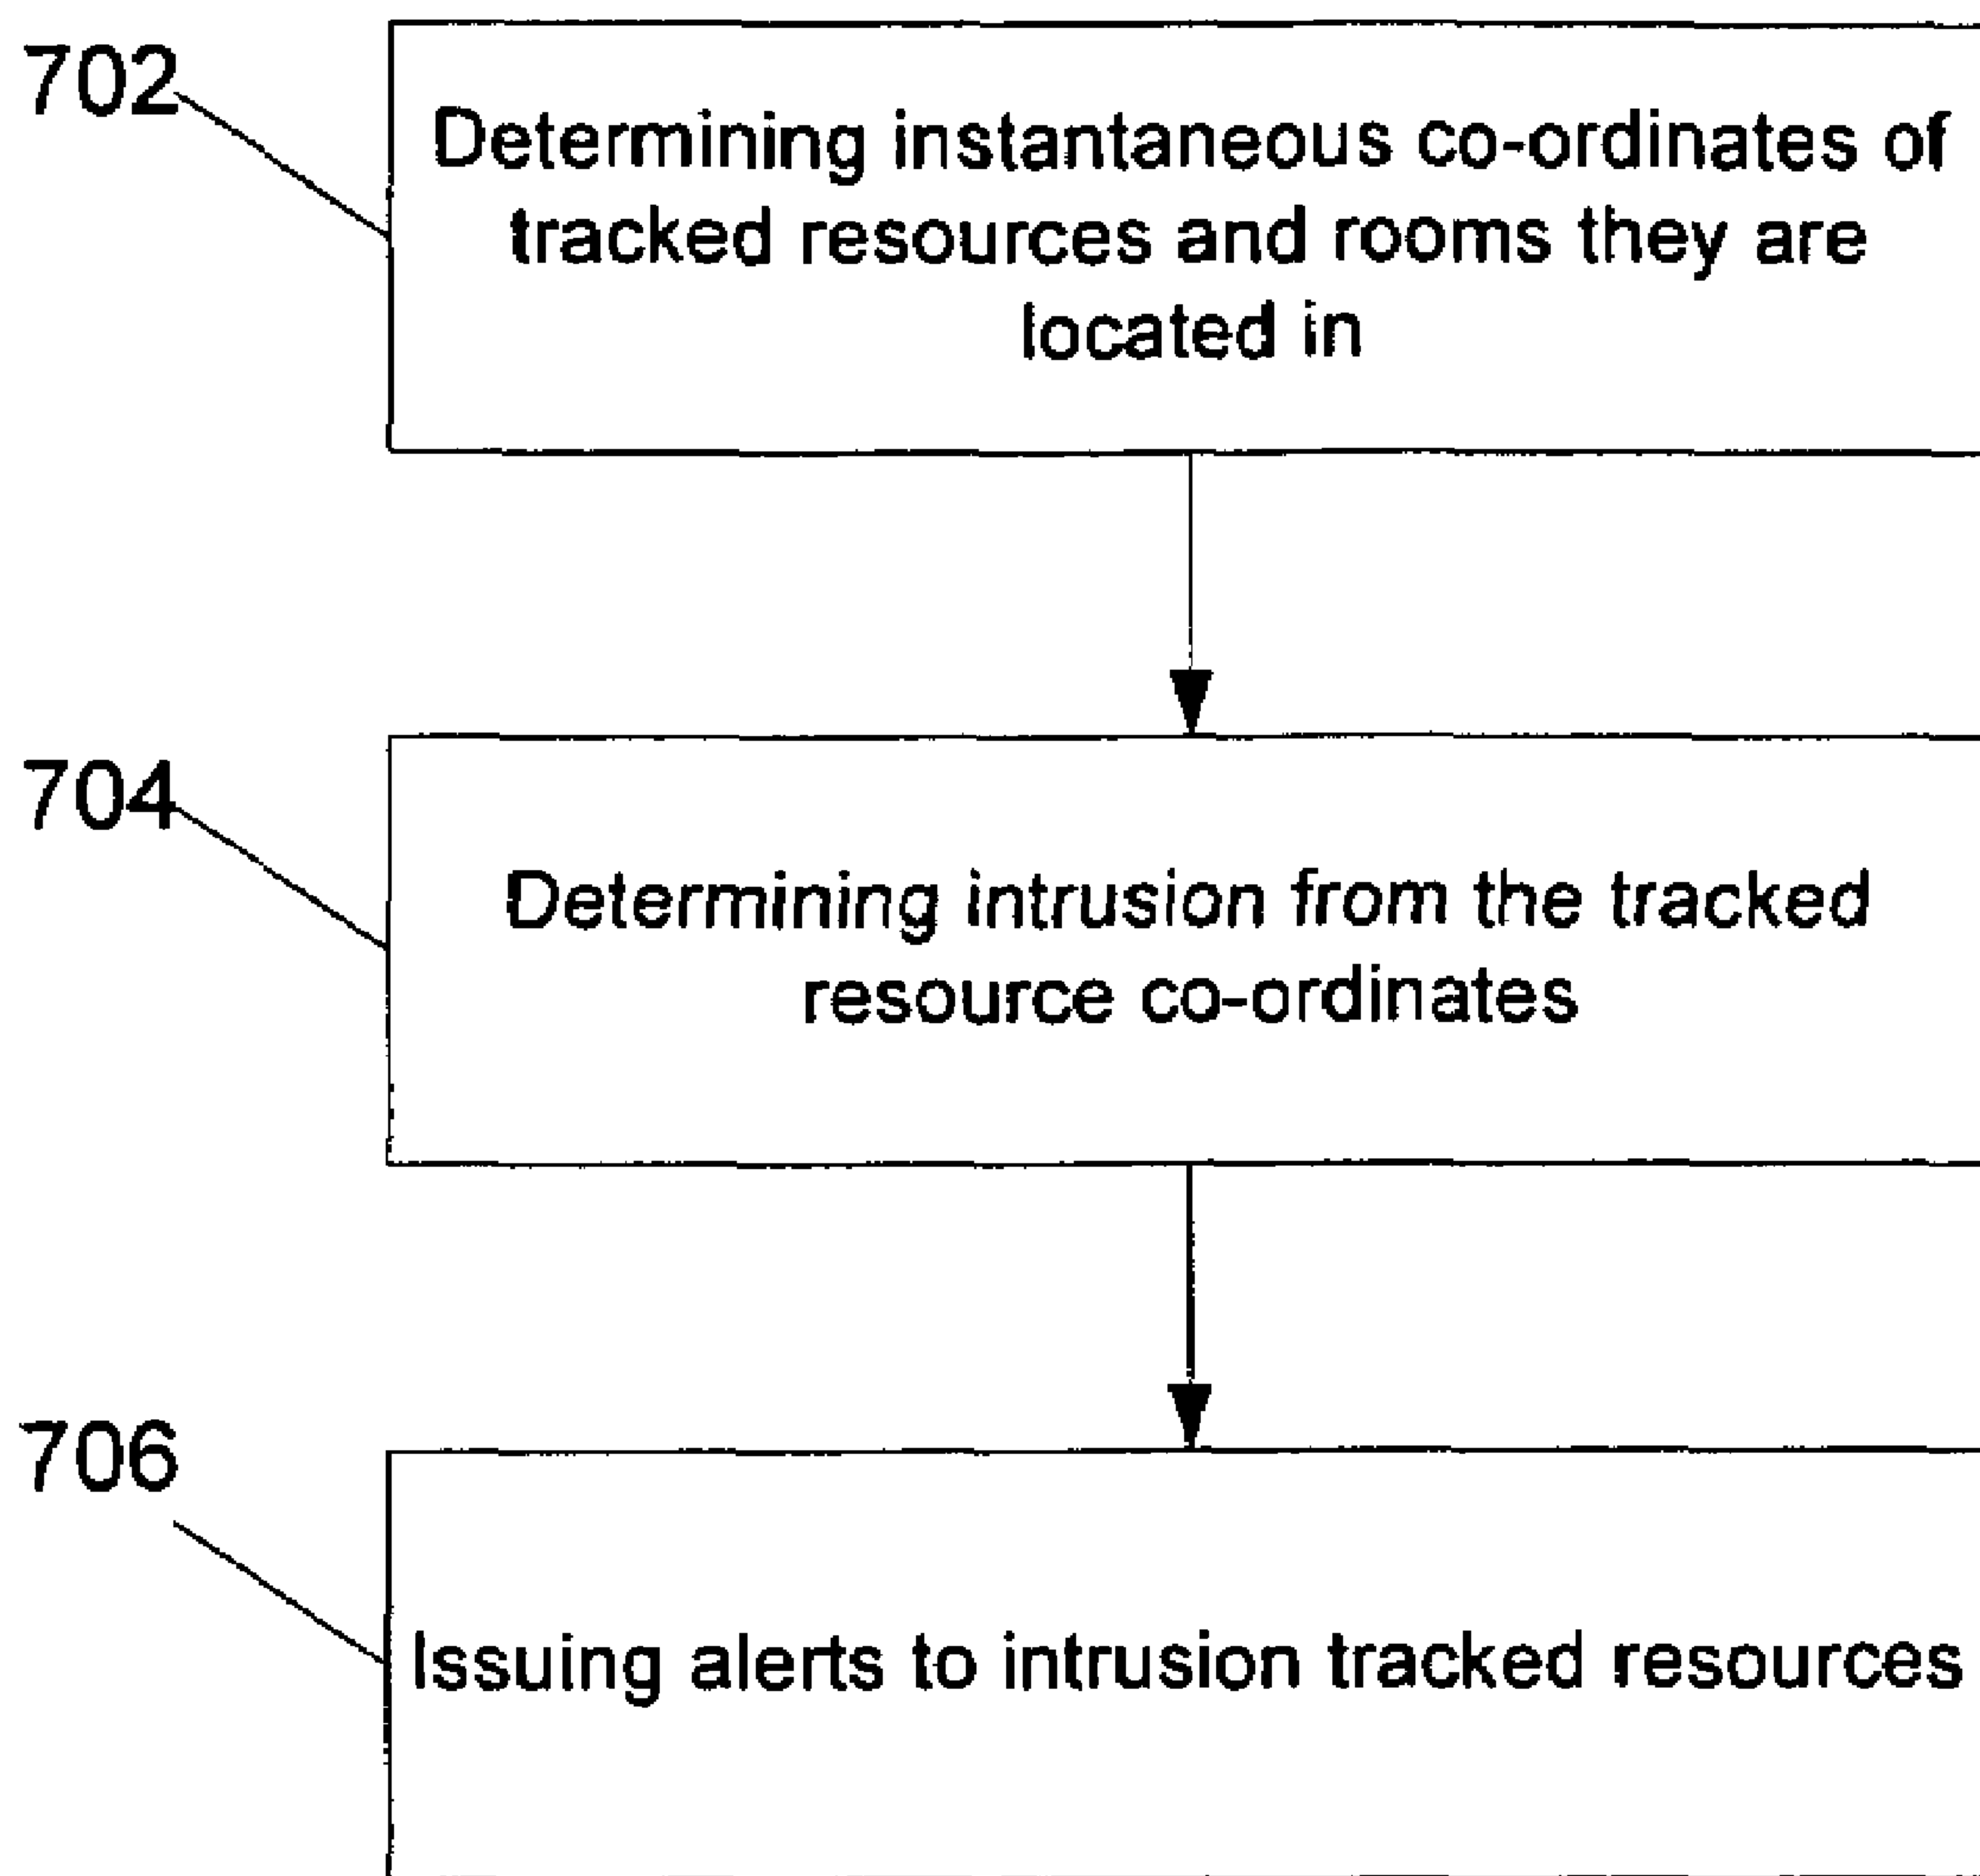 702
Determining instantaneous co-ordinates of
tracked resources and rooms they are
located in
704
Determining intrusion from the tracked
resource co-ordinates
706
Issuing alerts to intrusion tracked resources